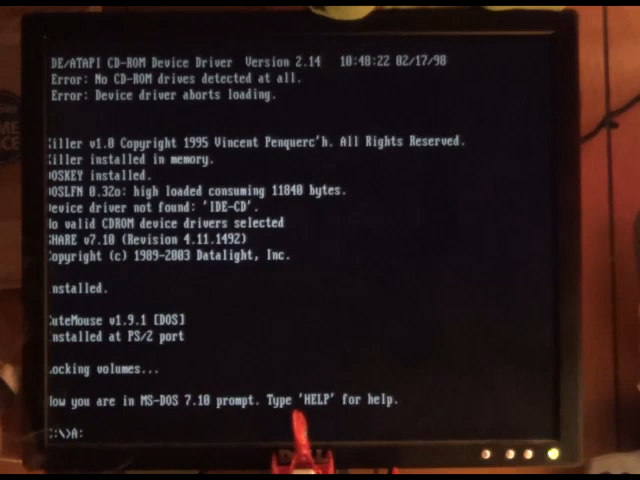 DE/ATAPI CD-ROM Device Driver Version 2.14 10:48:22 02/17/98
Error: No CD-ROM drives detected at all.
Error: Device driver aborts loading.
iller v1.0 Copyright 1995 Vincent Penquerc'h. All Rights Reserved.
iller installed in memory.
OSKEY installed.
OSLFN 0.32o: high loaded consuming 11840 bytes.
evice driver not found: 'IDE-CD'.
No valid CDROM device drivers selected
HARE v7.10 (Revision 4.11.1492)
opyright (c) 1989-2003 Datalight, Inc.
nstalled.
uteMouse v1.9.1 [DOS]
nstalled at PS/2 port
ocking volumes...
Now you are in MS-DOS 7.10 prompt. Type 'HELP' for help.
:\>A:
DELL